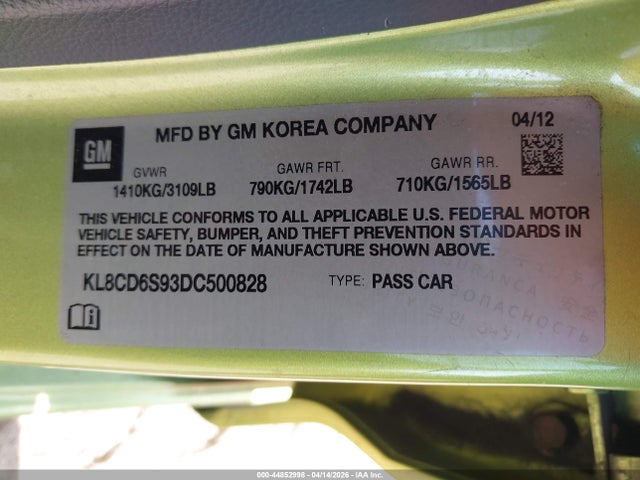 GM
MFD BY GM KOREA COMPANY
04/12
GVWR
GAWR FRT.
GAWR RR.
1410KG/3109LB
790KG/1742LB
710KG/1565LB
THIS VEHICLE CONFORMS TO ALL APPLICABLE U.S. FEDERAL MOTOR
VEHICLE SAFETY, BUMPER, AND THEFT PREVENTION STANDARDS IN
EFFECT ON THE DATE OF MANUFACTURE SHOWN ABOVE.
KL8CD6S93DC500828
TYPE: PASS CAR
000-44852998 - 04/14/2026 - IAA Inc.